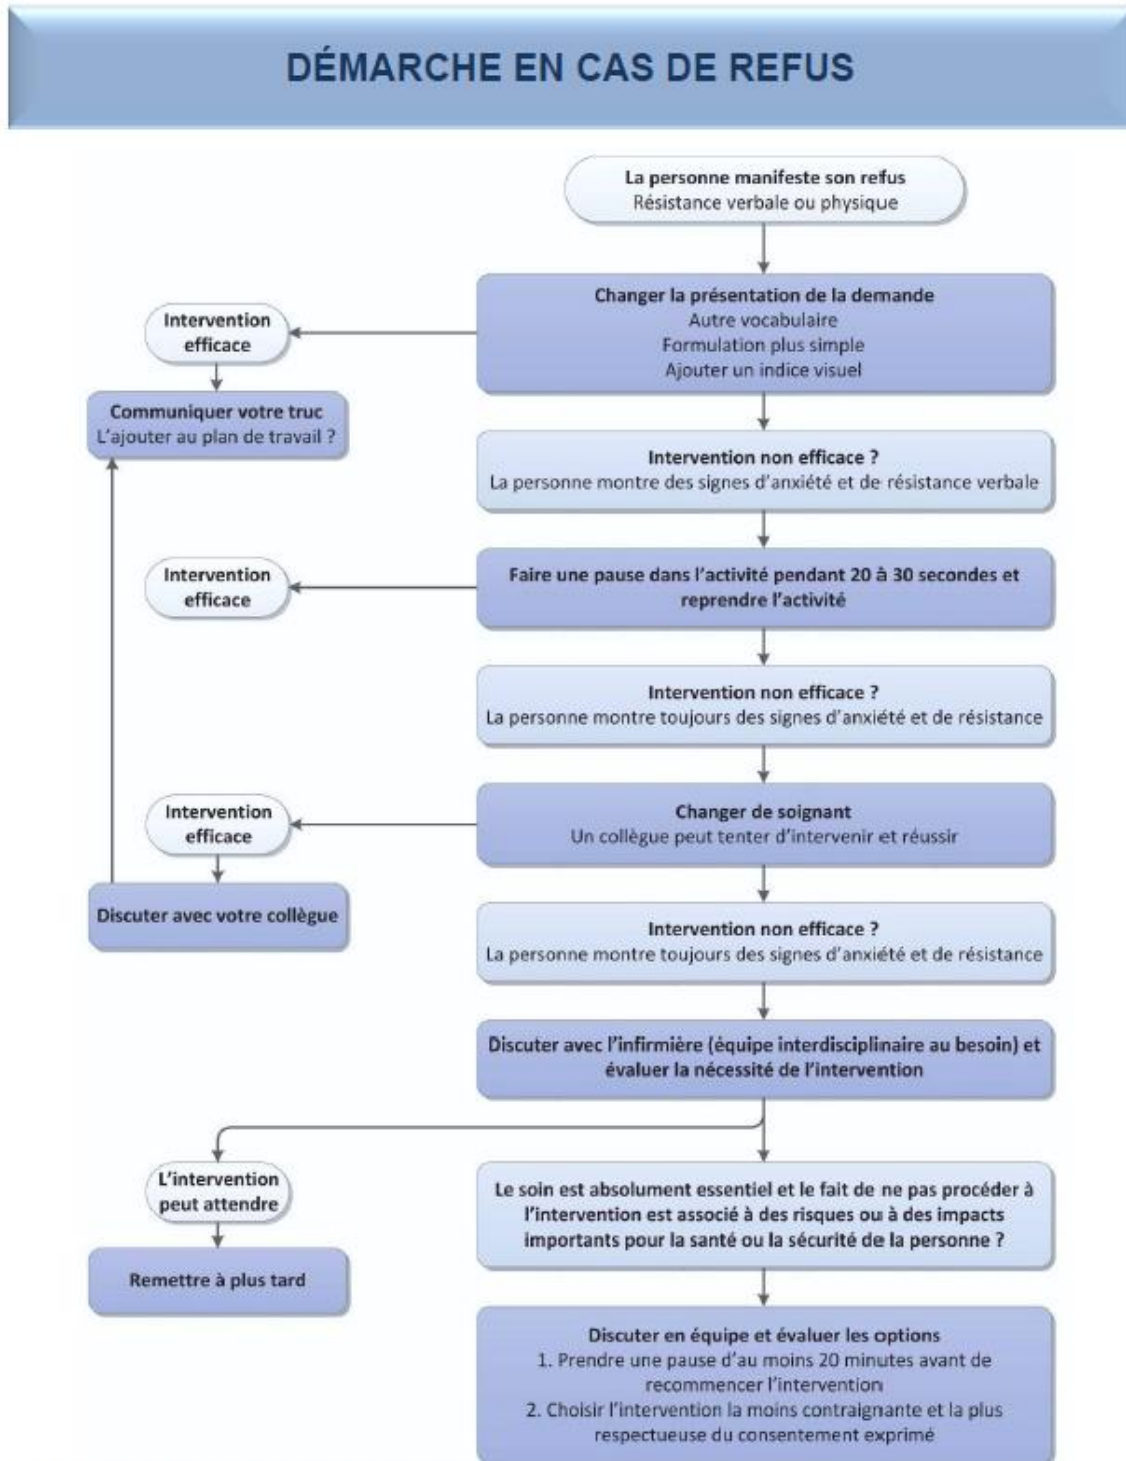 DÉMARCHE EN CAS DE REFUS
La personne manifeste son refus
Résistance verbale ou physique
Changer la présentation de la demande
Autre vocabulaire
Formulation plus simple
Ajouter un indice visuel
Intervention
efficace
Communiquer votre truc
L'ajouter au plan de travail ?
Intervention non efficace ?
La personne montre des signes d'anxiété et de résistance verbale
Faire une pause dans l'activité pendant 20 à 30 secondes et
reprendre l'activité
Intervention
efficace
Intervention non efficace ?
La personne montre toujours des signes d'anxiété et de résistance
Changer de soignant
Un collègue peut tenter d'intervenir et réussir
Intervention
efficace
Discuter avec votre collègue
Intervention non efficace ?
La personne montre toujours des signes d'anxiété et de résistance
Discuter avec l'infirmière (équipe interdisciplinaire au besoin) et
évaluer la nécessité de l'intervention
L'intervention
peut attendre
Remettre à plus tard
Le soin est absolument essentiel et le fait de ne pas procéder à
l'intervention est associé à des risques ou à des impacts
importants pour la santé ou la sécurité de la personne ?
Discuter en équipe et évaluer les options
1. Prendre une pause d'au moins 20 minutes avant de
recommencer l'intervention
2. Choisir l'intervention la moins contraignante et la plus
respectueuse du consentement exprimé